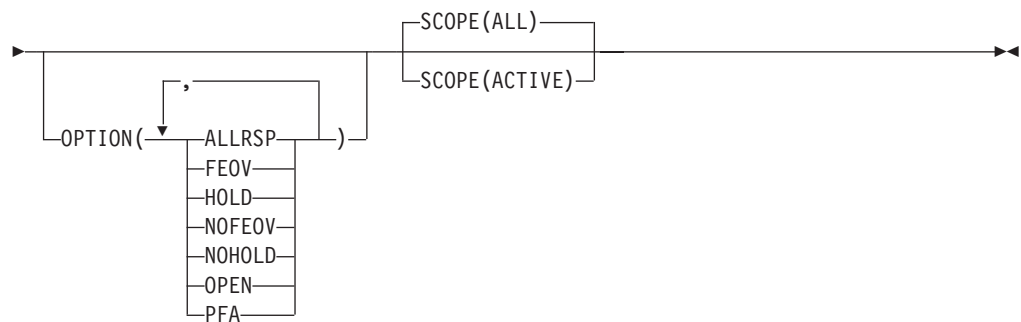 SCOPE(ALL)
SCOPE(ACTIVE)
,
OPTION( ALLRSP )
FEOV
HOLD
NOFEOV
NOHOLD
OPEN
PFA